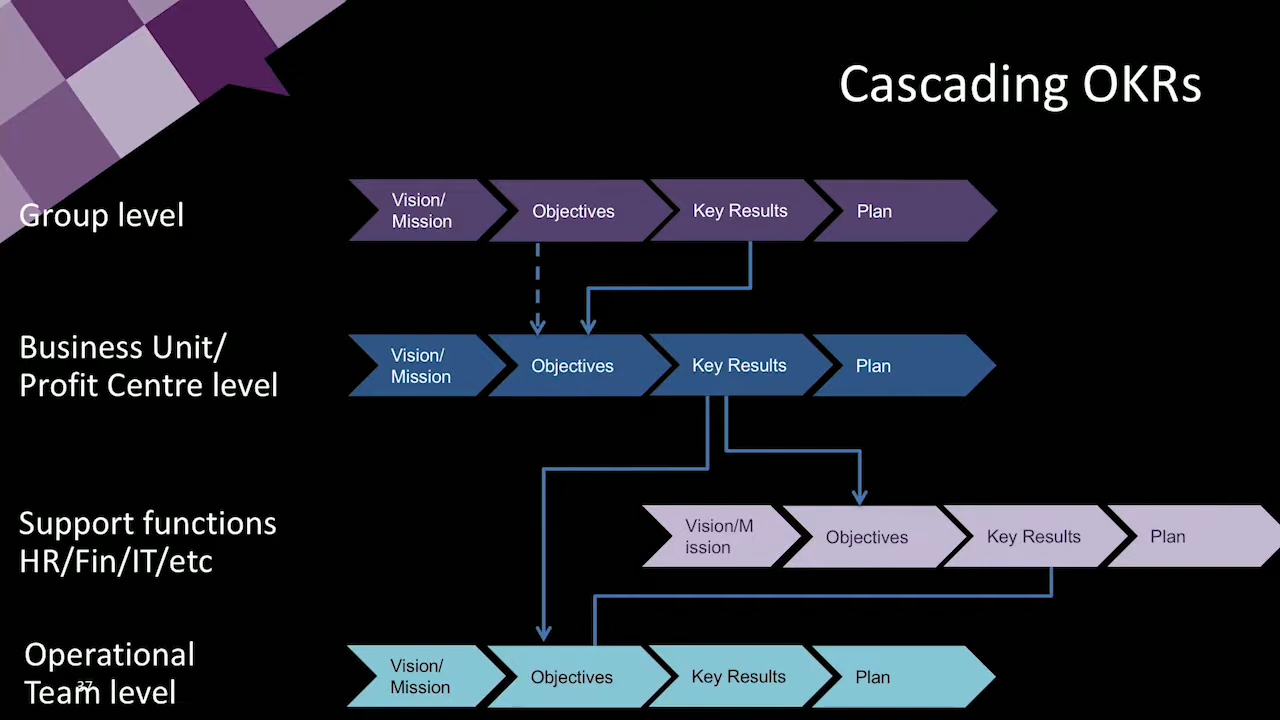 Cascading OKRs
Group level
Vision/
Mission
Objectives
Key Results
Plan
Business Unit/
Profit Centre level
Vision/
Mission
Objectives
Key Results
Plan
Support functions
HR/Fin/IT/etc
Vision/M
ission
Objectives
Key Results
Plan
Operational
Team level
37
Vision/
Mission
Objectives
Key Results
Plan